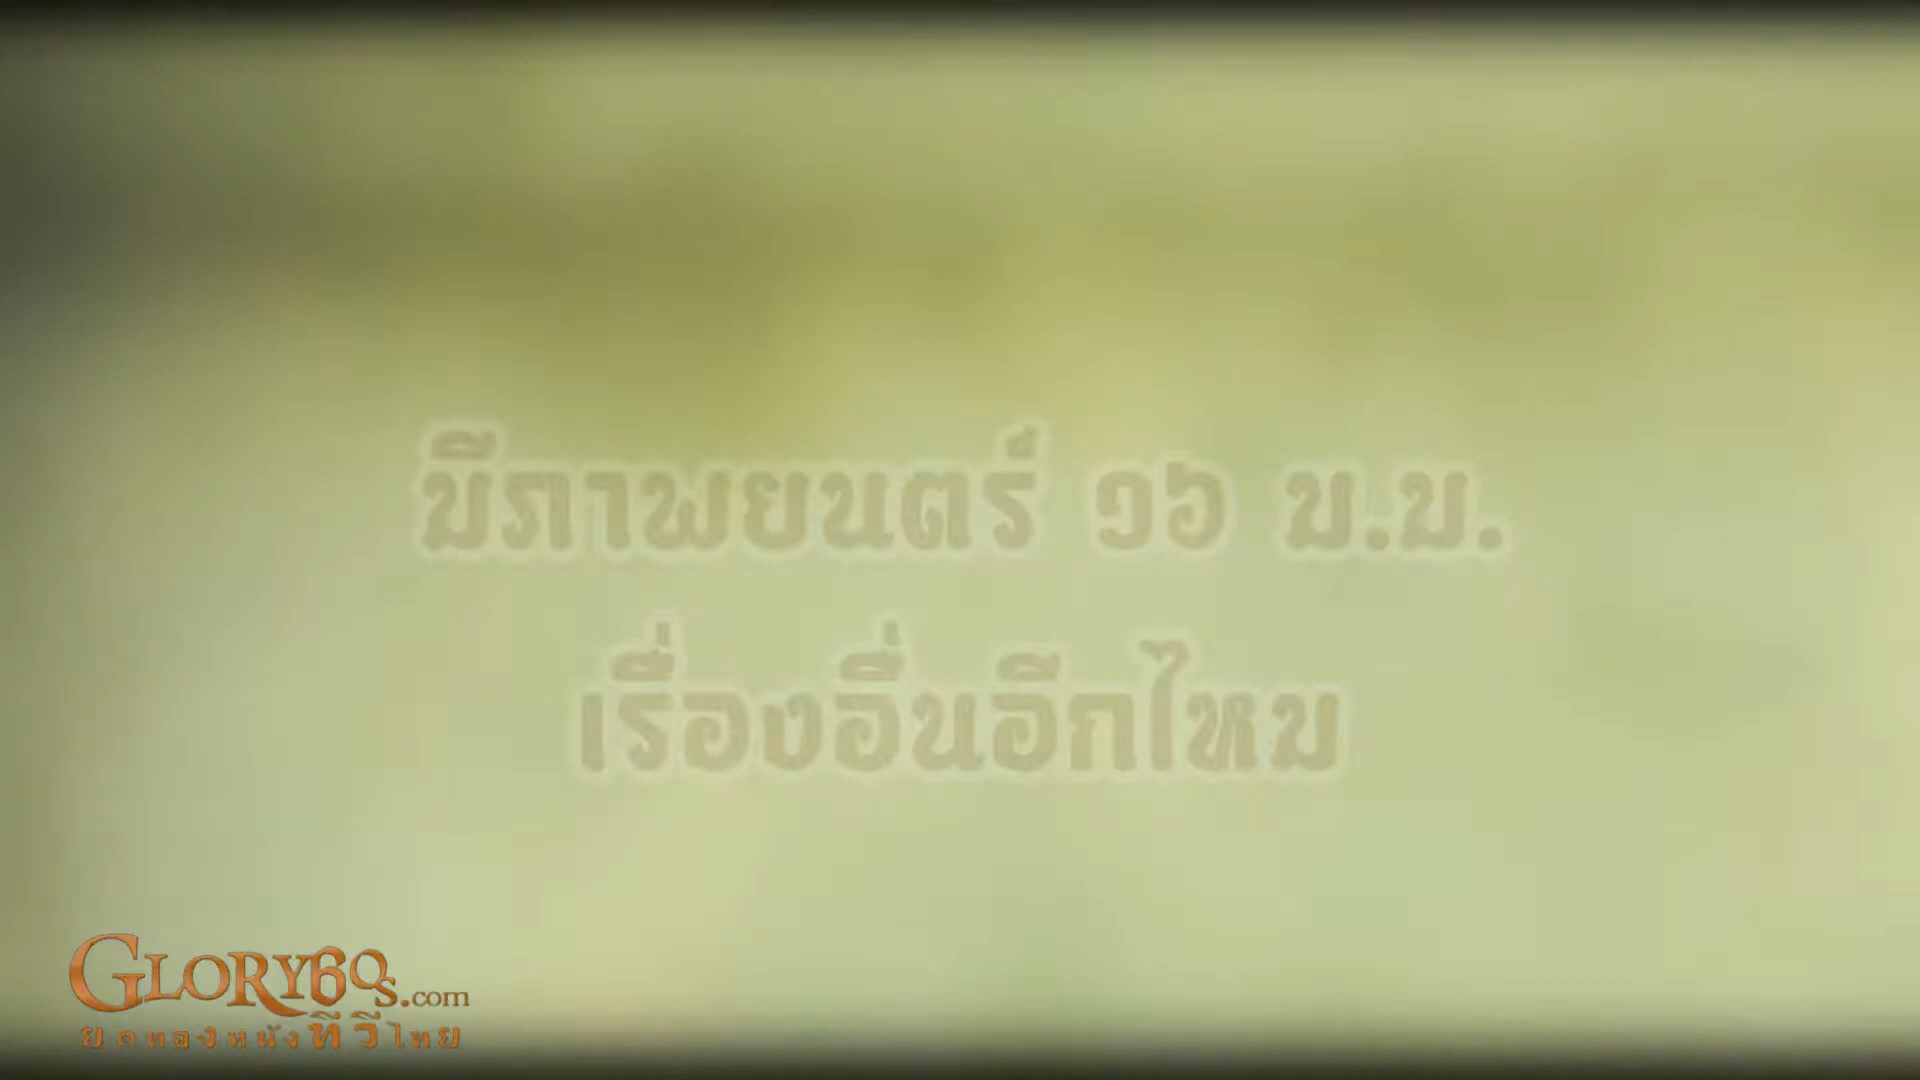 มีภาพยนตร์ ๑๖ ม.ม.
เรื่องอื่นอีกไหม
GLORY60s.com
ยุคทองหนังทีวีไทย